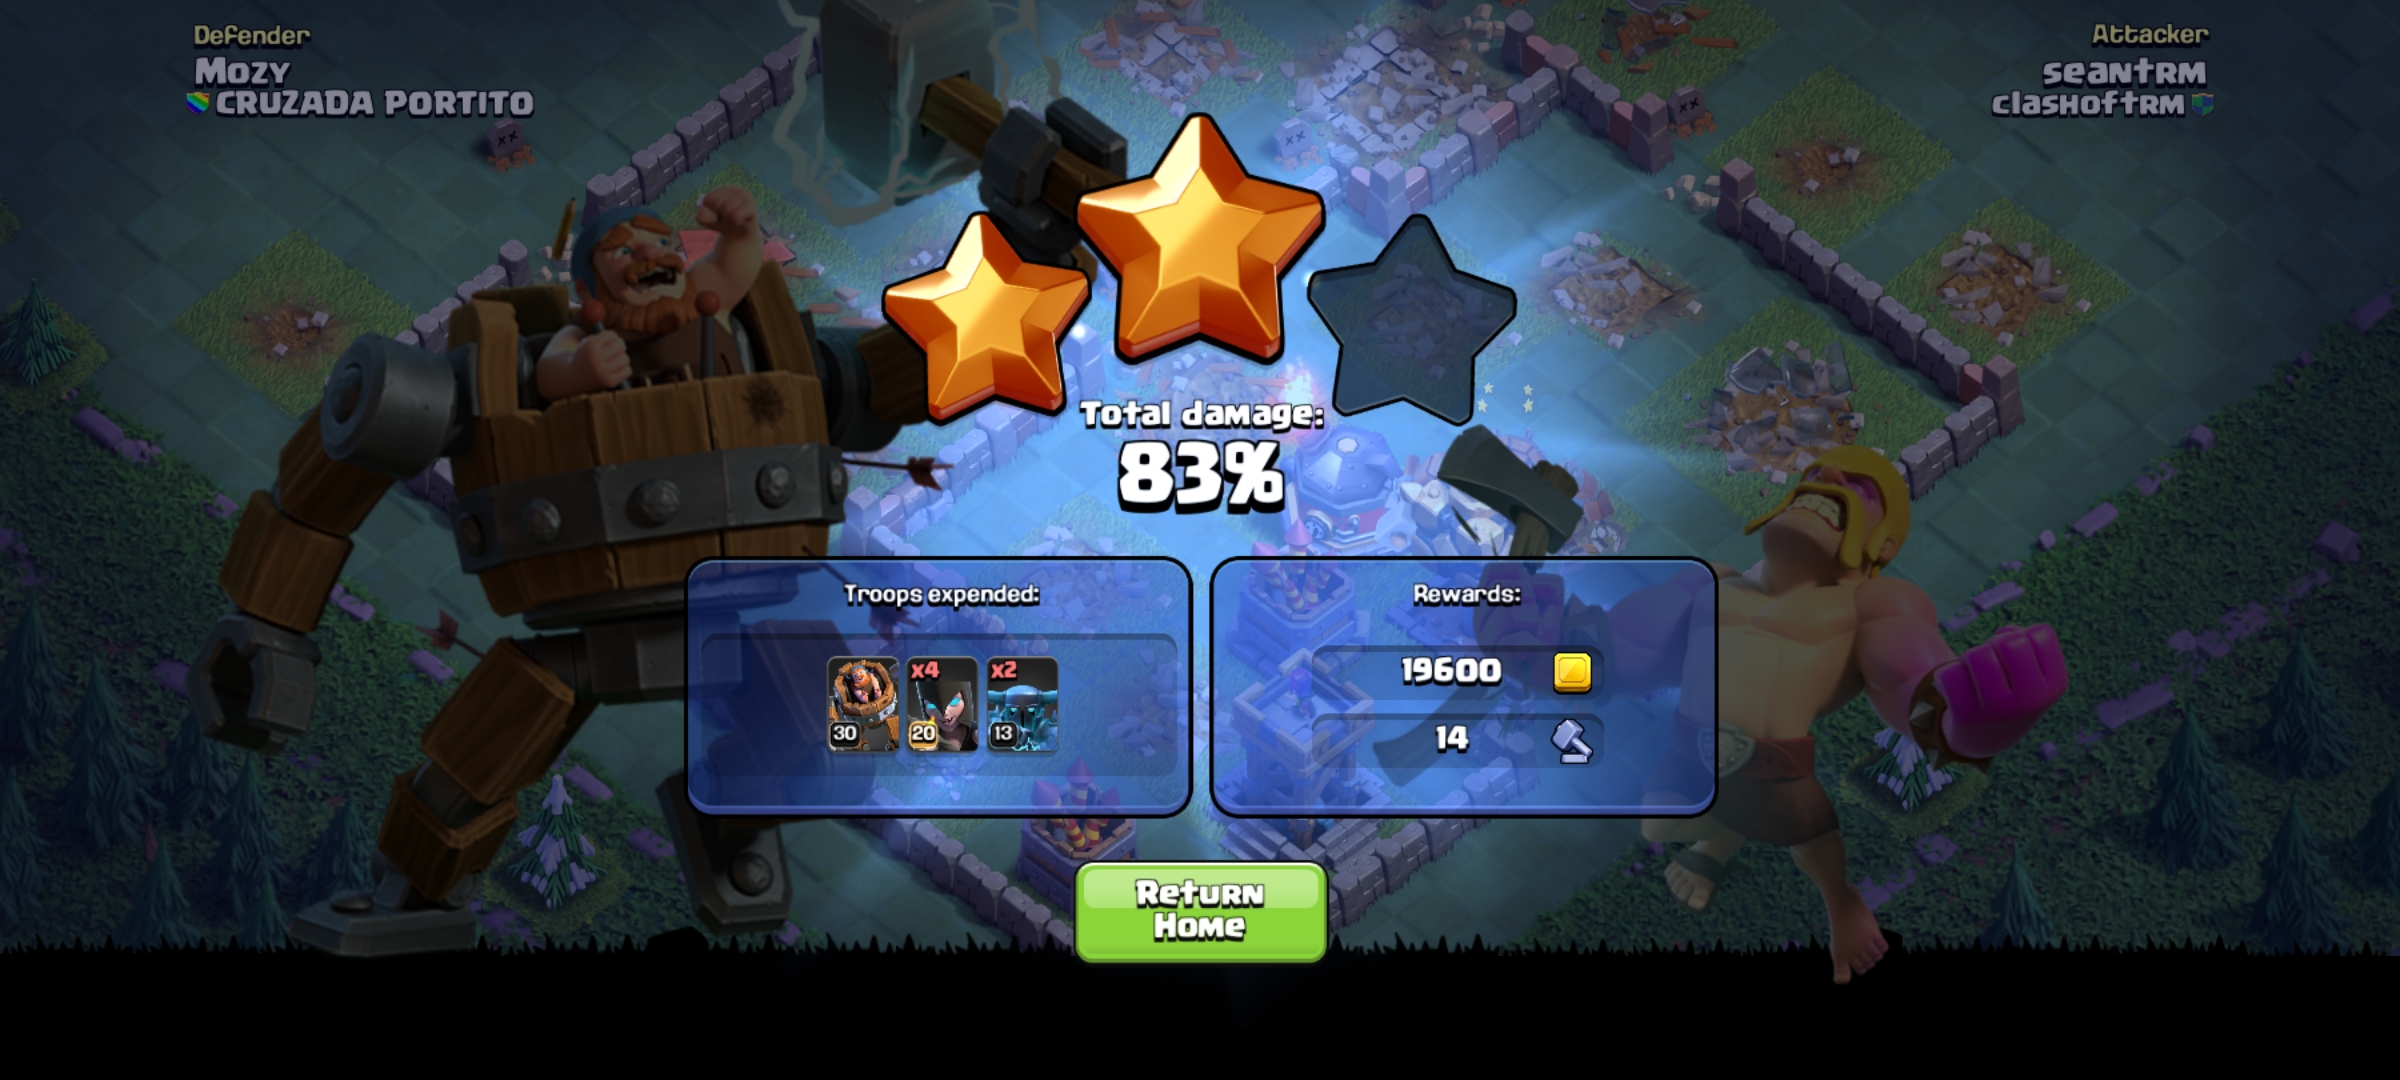 Defender
Mozy
CRUZADA PORTITO
Attacker
seantRM
clashoftRM
Total damage:
83%
Troops expended:
x4
x2
30
20
13
Rewards:
19600
14
Return
Home